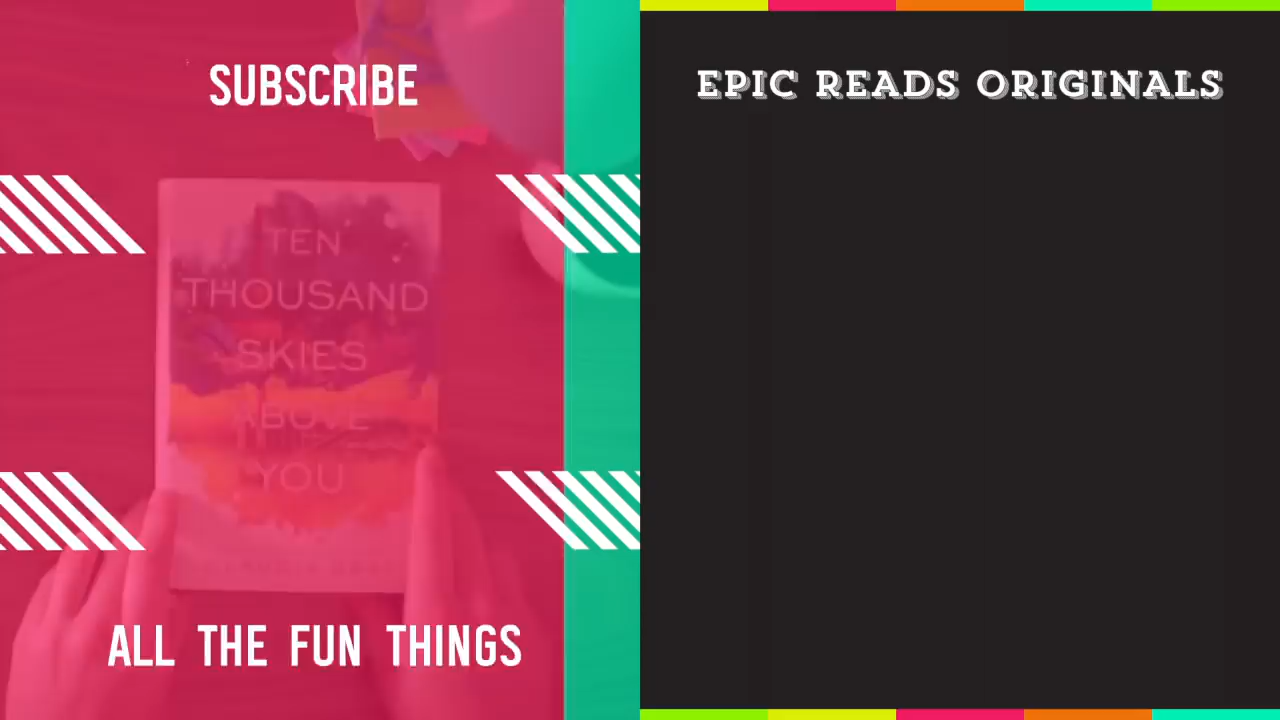 SUBSCRIBE
TEN
THOUSAND
SKIES
ABOVE
YOU
ALL THE FUN THINGS
EPIC READS ORIGINALS